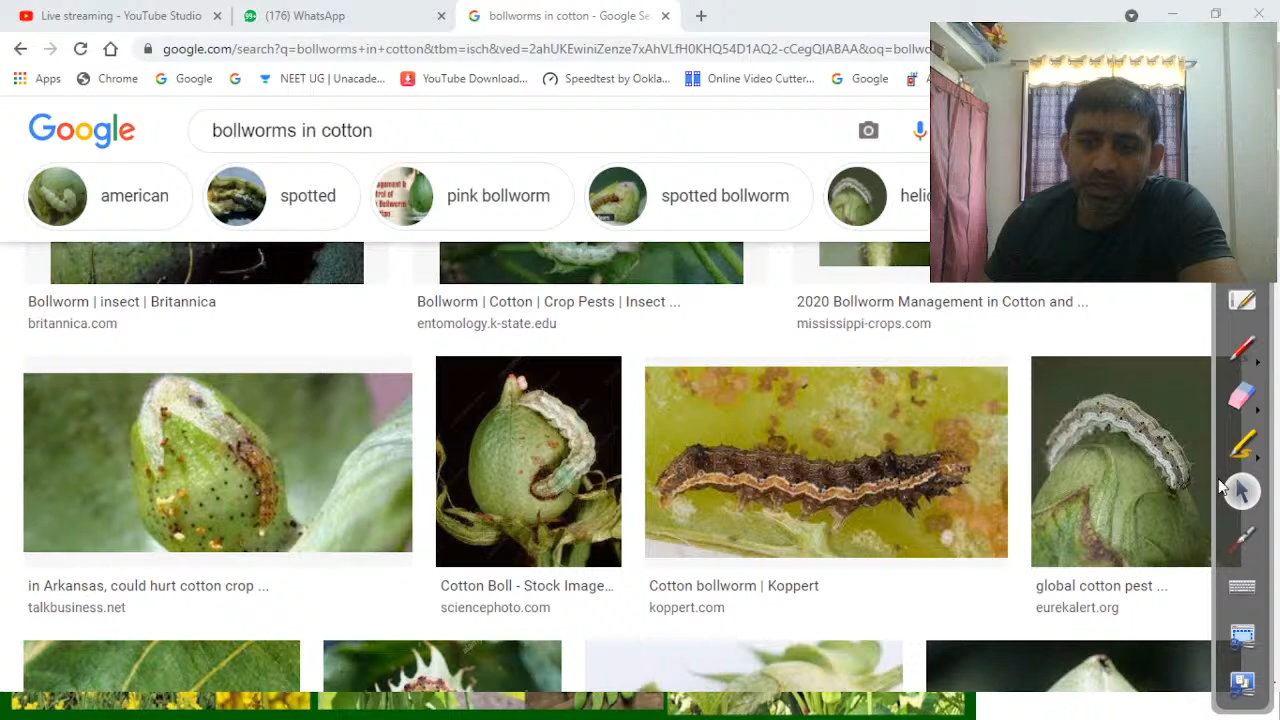 Live streaming - YouTube Studio
(176) WhatsApp
bollworms in cotton - Google Se
google.com/search?q=bollworms+in+cotton&tbm=isch&ved=2ahUKEwiniZenze7xAhVLfH0KHQ54D1AQ2-cCegQIABAA&oq=bollwo
Apps
Chrome
Google
NEET UG | Unacade...
YouTube Download...
Speedtest by Ookla...
Online Video Cutter...
Google
Google
bollworms in cotton
american
spotted
pink bollworm
spotted bollworm
Bollworm | insect | Britannica
britannica.com
Bollworm | Cotton | Crop Pests | Insect ...
entomology.k-state.edu
2020 Bollworm Management in Cotton and ...
mississippi-crops.com
in Arkansas, could hurt cotton crop ...
talkbusiness.net
Cotton Boll - Stock Image...
sciencephoto.com
Cotton bollworm | Koppert
koppert.com
global cotton pest ...
eurekalert.org